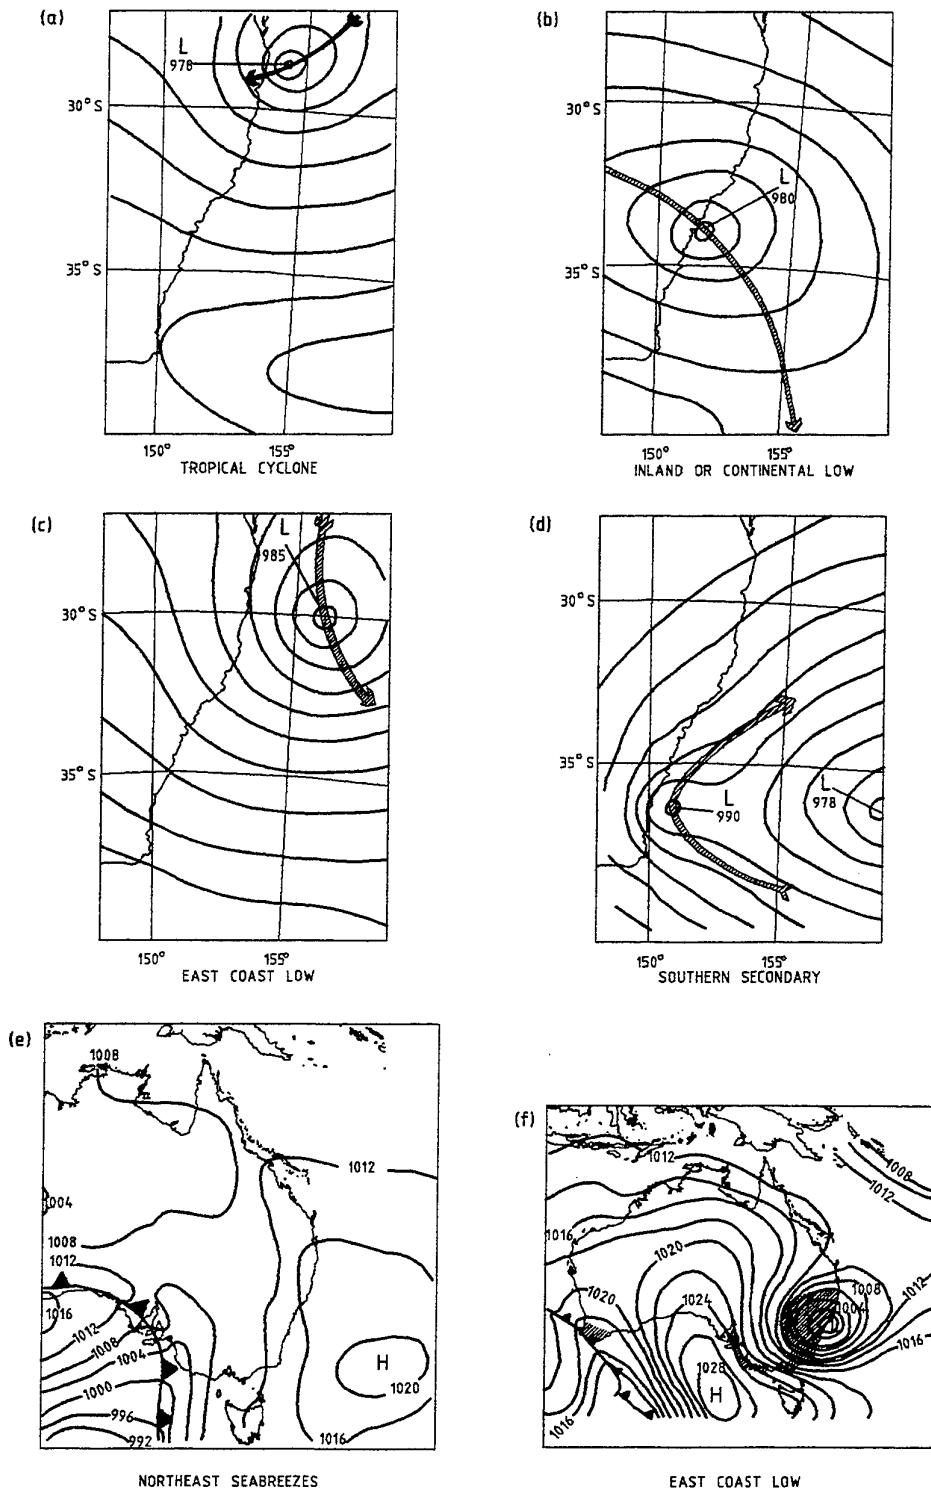 (a)
L
978
30° S
35° S
150°
155°
TROPICAL CYCLONE
(b)
L
980
30° S
35° S
150°
155°
INLAND OR CONTINENTAL LOW
(c)
L
985
30° S
35° S
150°
155°
EAST COAST LOW
(d)
30° S
35° S
L
990
L
978
150°
155°
SOUTHERN SECONDARY
(e)
1008
1012
1004
1008
1012
1016
1012
1008
1004
1000
996
992
H
1020
1016
NORTHEAST SEABREEZES
(f)
1012
1008
1012
1016
1020
1020
1024
1008
1004
1012
1016
1028
H
1016
EAST COAST LOW